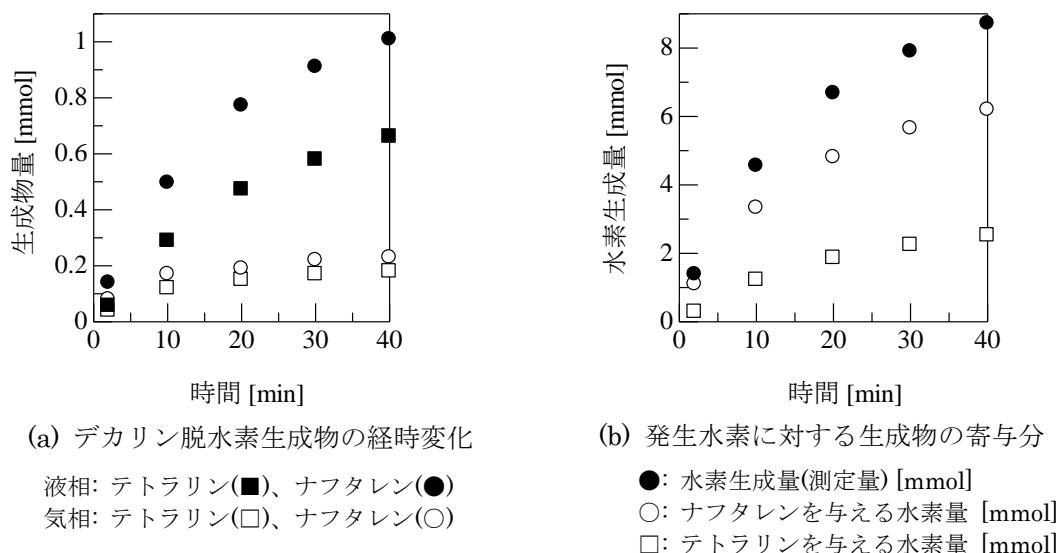 1
0.8
0.6
0.4
0.2
0
0 10 20 30 40
生成物量 [mmol]
時間 [min]
(a) デカリン脱水素生成物の経時変化
液相: テトラリン(■)、ナフタレン(●)
気相: テトラリン(□)、ナフタレン(○)
8
6
4
2
0
0 10 20 30 40
水素生成量 [mmol]
時間 [min]
(b) 発生水素に対する生成物の寄与分
●: 水素生成量(測定量) [mmol]
○: ナフタレンを与える水素量 [mmol]
□: テトラリンを与える水素量 [mmol]